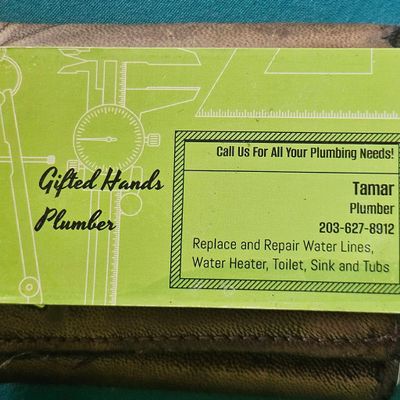 Gifted Hands
Plumber
Call Us For All Your Plumbing Needs!
Tamar
Plumber
203-627-8912
Replace and Repair Water Lines,
Water Heater, Toilet, Sink and Tubs